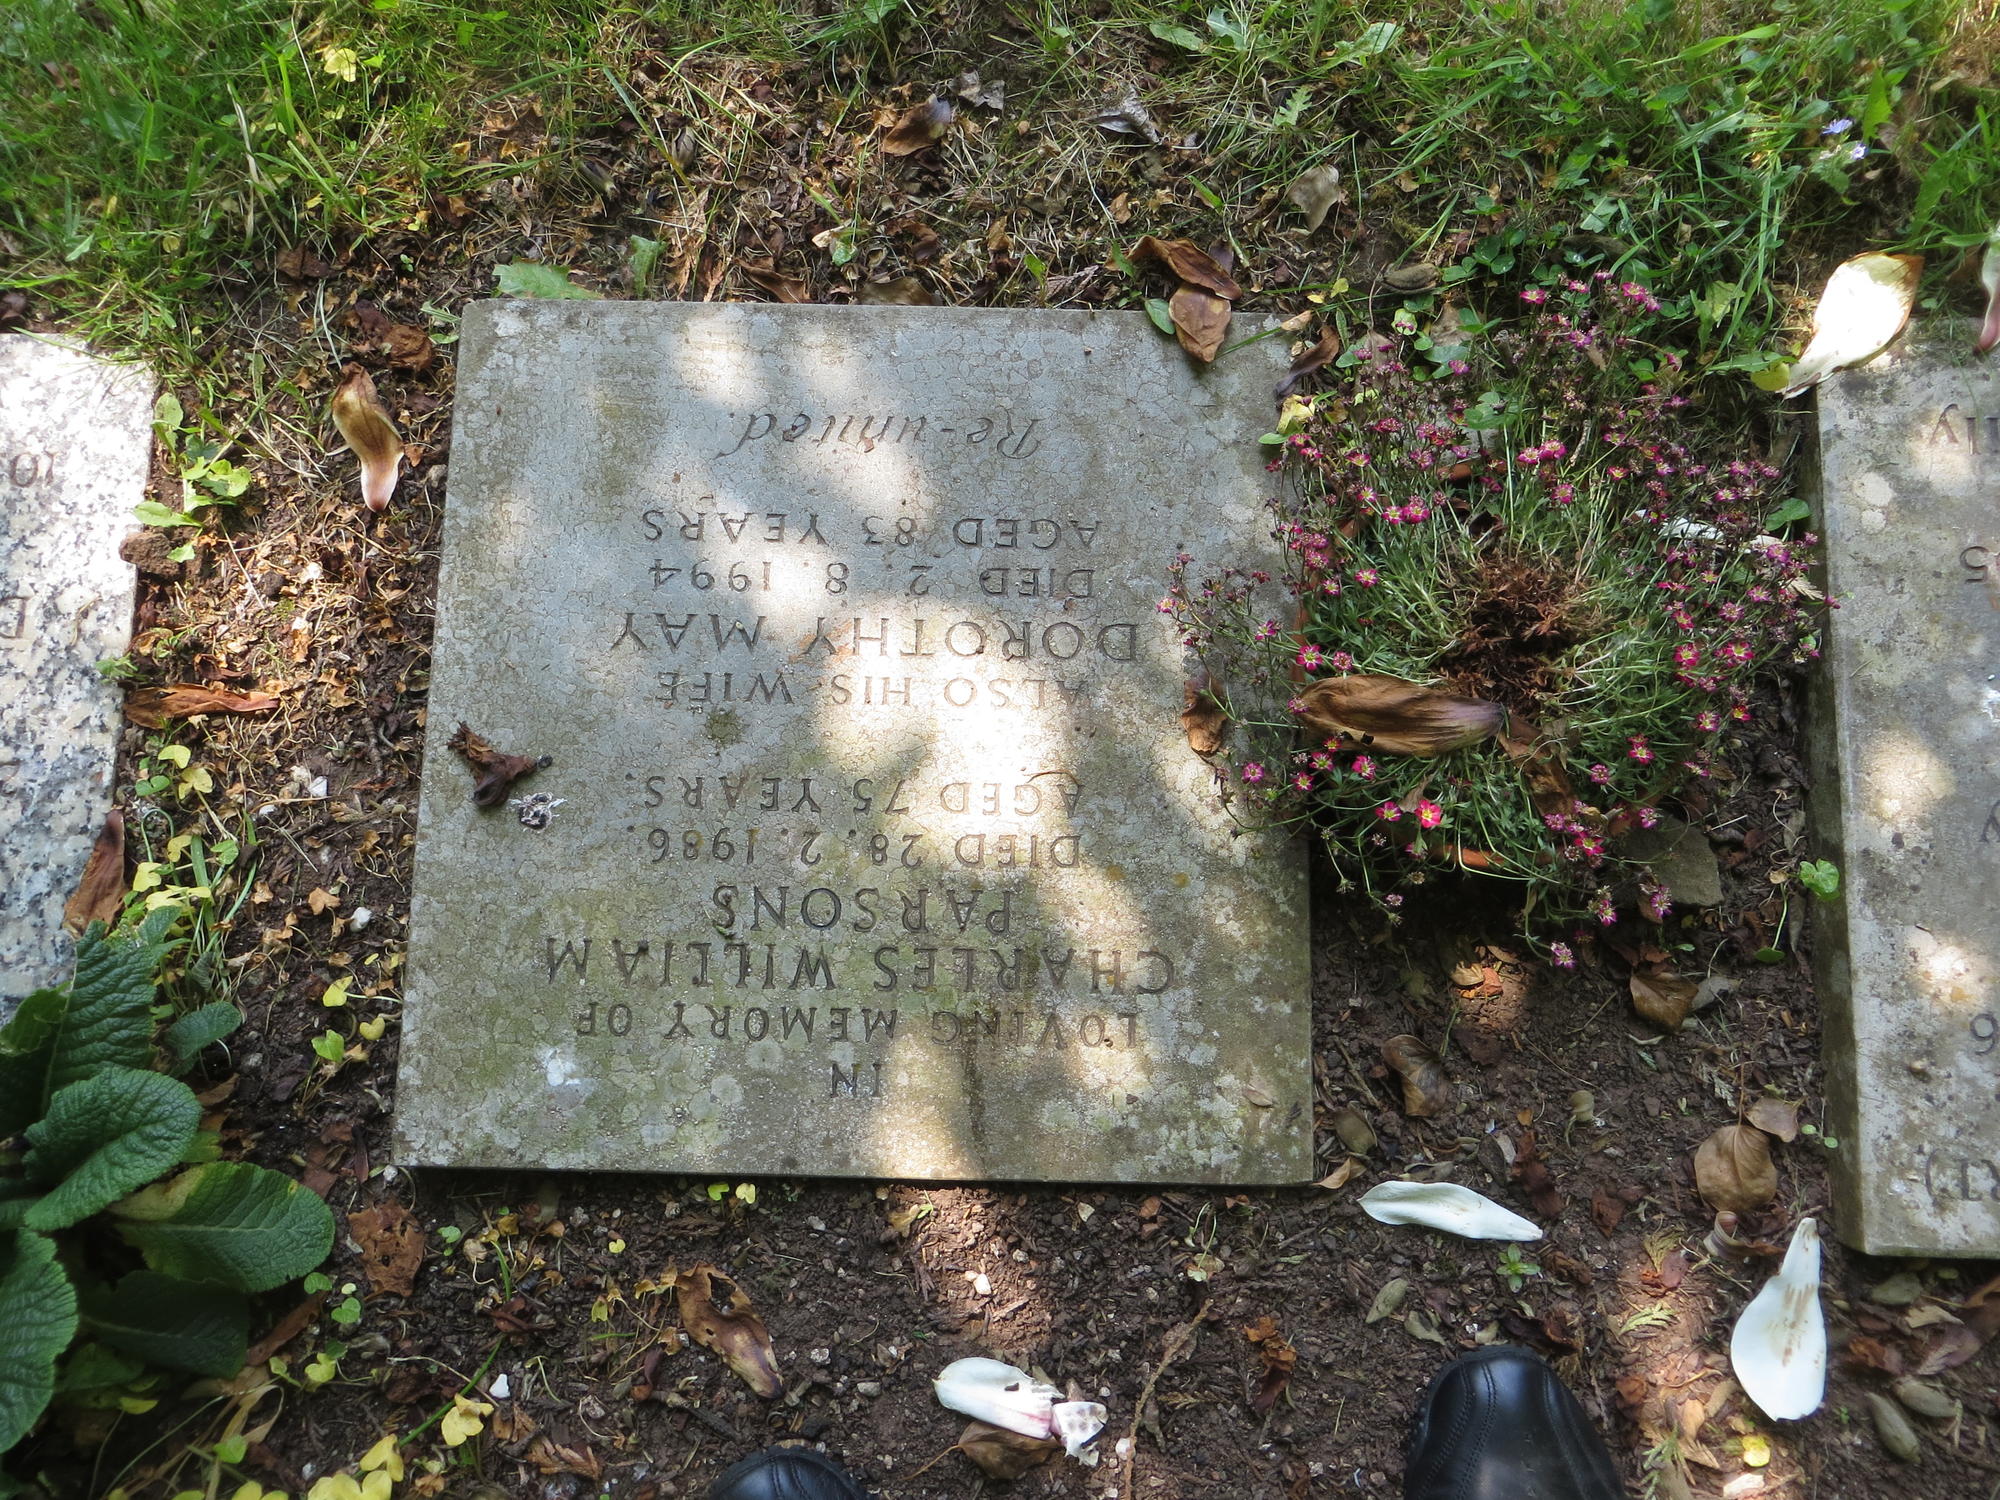 IN
LOVING MEMORY OF
CHARLES WILLIAM
PARSONS
DIED 28. 2. 1986.
AGED 75 YEARS.
ALSO HIS WIFE
DOROTHY MAY
DIED 2. 8. 1994
AGED 83 YEARS
Re-united.